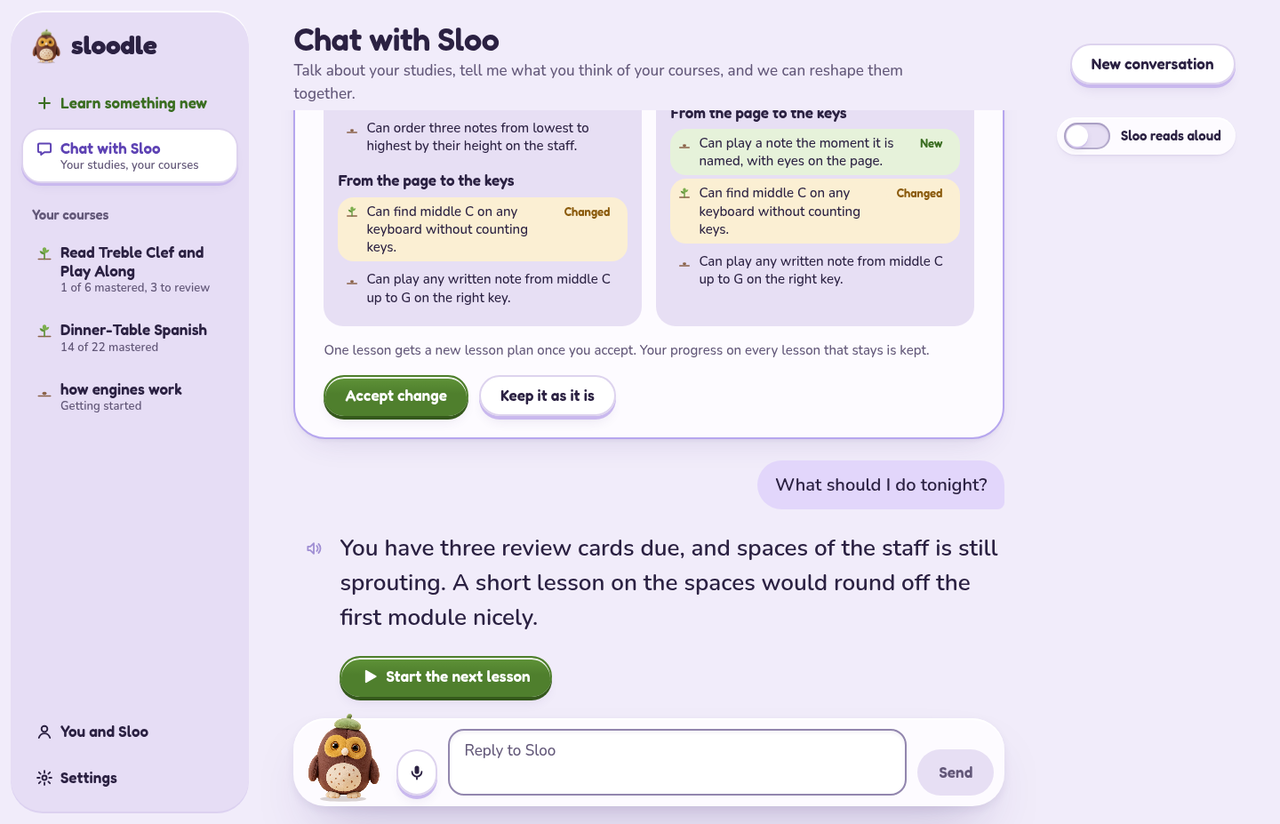 sloodle
Learn something new
Chat with Sloo
Your studies, your courses
Your courses
Read Treble Clef and
Play Along
1 of 6 mastered, 3 to review
Dinner-Table Spanish
14 of 22 mastered
how engines work
Getting started
You and Sloo
Settings
Chat with Sloo
Talk about your studies, tell me what you think of your courses, and we can reshape them
together.
New conversation
Sloo reads aloud
Can order three notes from lowest to
highest by their height on the staff.
From the page to the keys
Can find middle C on any
keyboard without counting
keys.
Changed
Can play any written note from middle C
up to G on the right key.
From the page to the keys
Can play a note the moment it is
named, with eyes on the page.
New
Can find middle C on any
keyboard without counting
keys.
Changed
Can play any written note from middle C
up to G on the right key.
One lesson gets a new lesson plan once you accept. Your progress on every lesson that stays is kept.
Accept change
Keep it as it is
What should I do tonight?
You have three review cards due, and spaces of the staff is still
sprouting. A short lesson on the spaces would round off the
first module nicely.
Start the next lesson
Reply to Sloo
Send